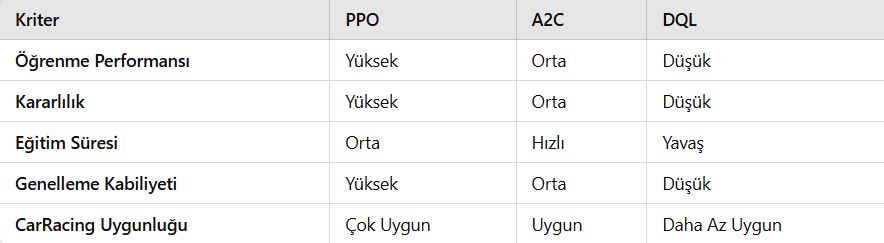 Kriter PPO A2C DQL
Öğrenme Performansı Yüksek Orta Düşük
Kararlılık Yüksek Orta Düşük
Eğitim Süresi Orta Hızlı Yavaş
Genelleme Kabiliyeti Yüksek Orta Düşük
CarRacing Uygunluğu Çok Uygun Uygun Daha Az Uygun